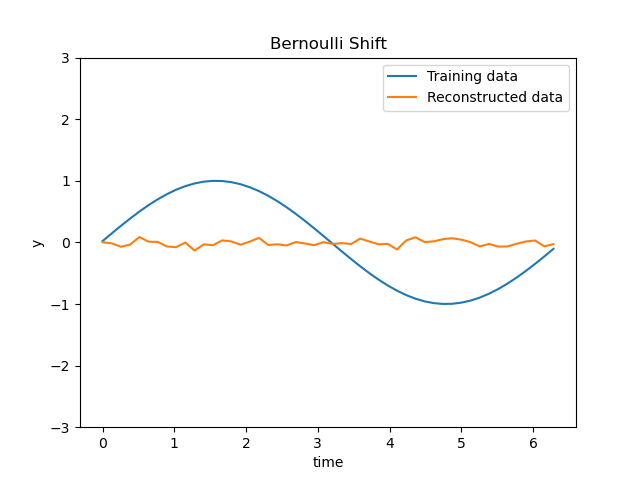 Bernoulli Shift
Training data
Reconstructed data
3
2
1
0
−1
−2
−3
y
0 1 2 3 4 5 6
time